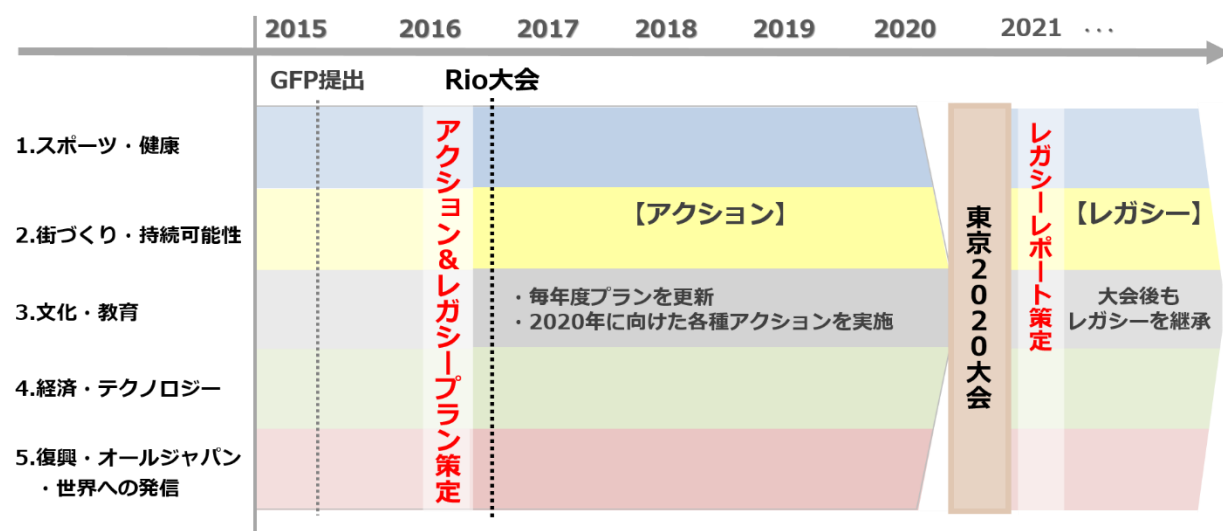 2015 2016 2017 2018 2019 2020 2021 ...
GFP提出
Rio大会
1.スポーツ・健康
2.街づくり・持続可能性
3.文化・教育
4.経済・テクノロジー
5.復興・オールジャパン
・世界への発信
アクション&レガシープラン策定
【アクション】
・毎年度プランを更新
・2020年に向けた各種アクションを実施
東京2020大会
レガシーレポート策定
【レガシー】
大会後も
レガシーを継承